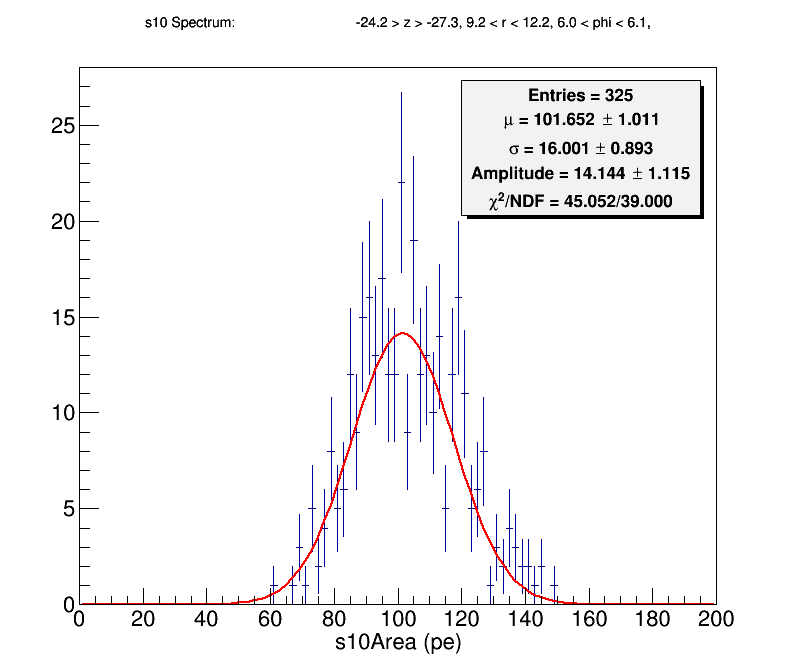 s10 Spectrum: -24.2 > z > -27.3, 9.2 < r < 12.2, 6.0 < phi < 6.1,
Entries = 325
μ = 101.652 ± 1.011
σ = 16.001 ± 0.893
Amplitude = 14.144 ± 1.115
χ²/NDF = 45.052/39.000
25
20
15
10
5
0
0 20 40 60 80 100 120 140 160 180 200
s10Area (pe)